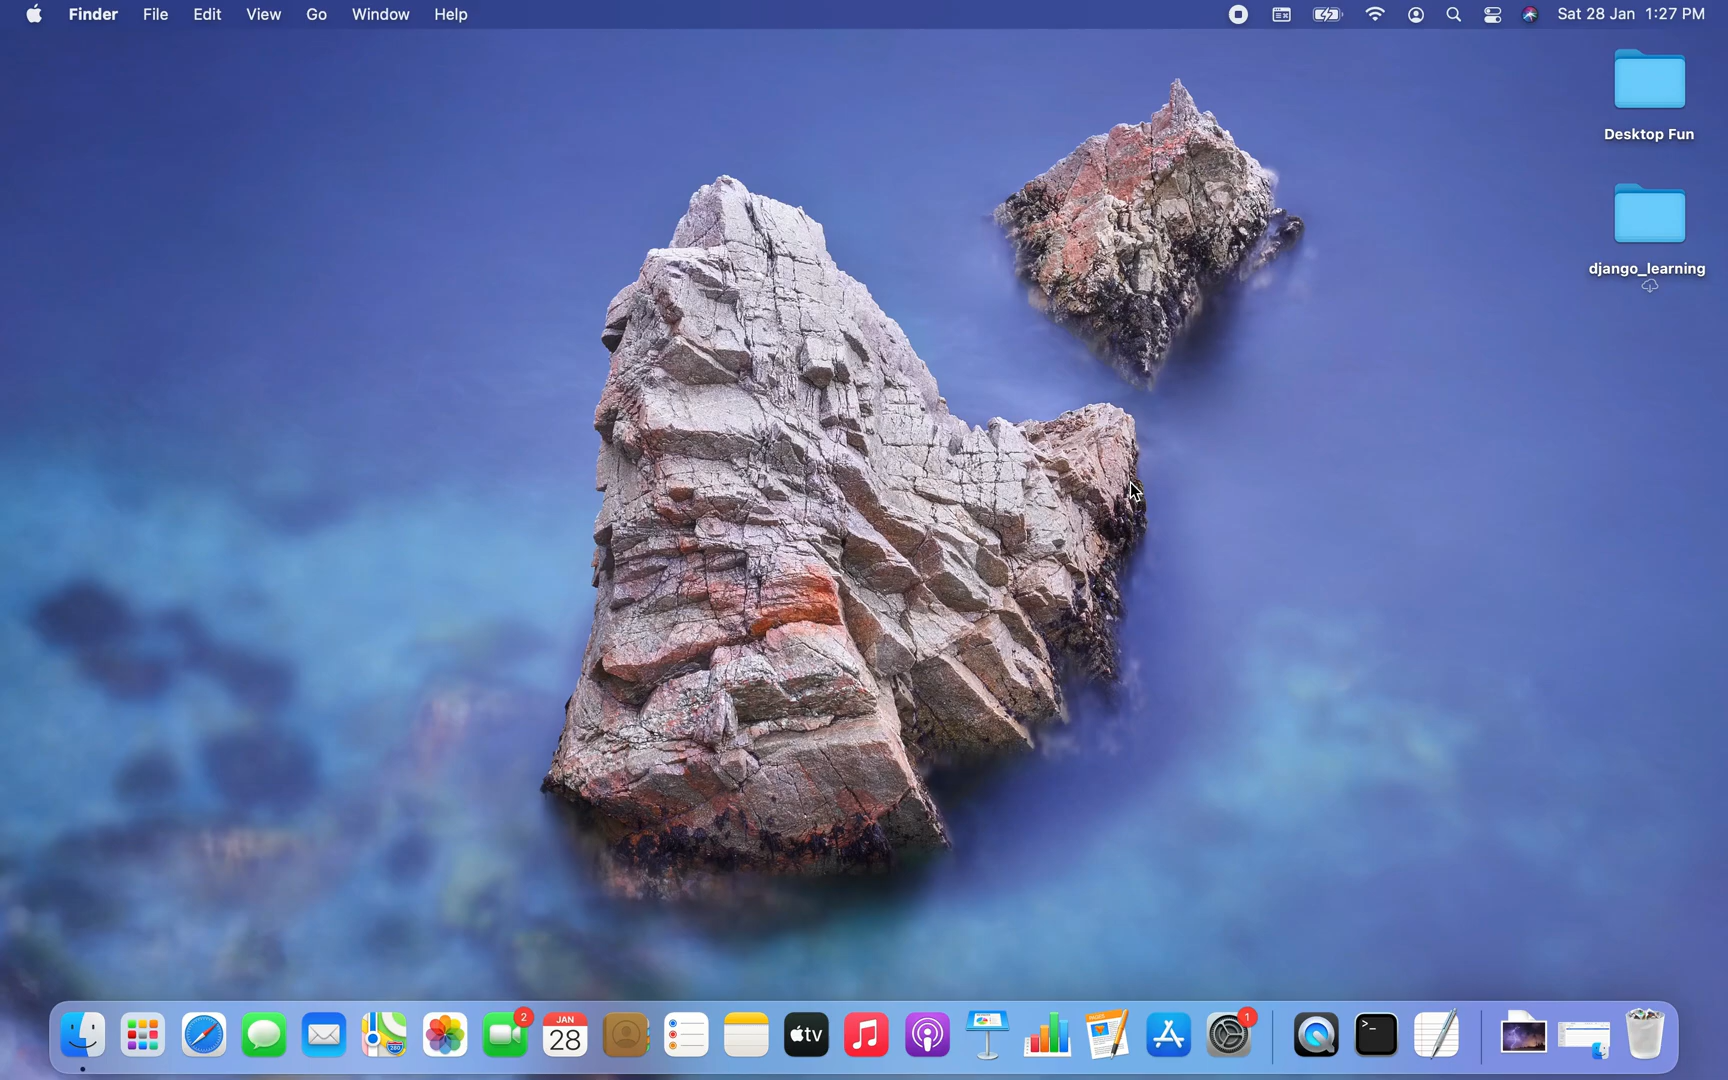 Finder File Edit View Go Window Help Sat 28 Jan 1:27 PM
Desktop Fun
django_learning
2
JAN
28
tv
1
>_